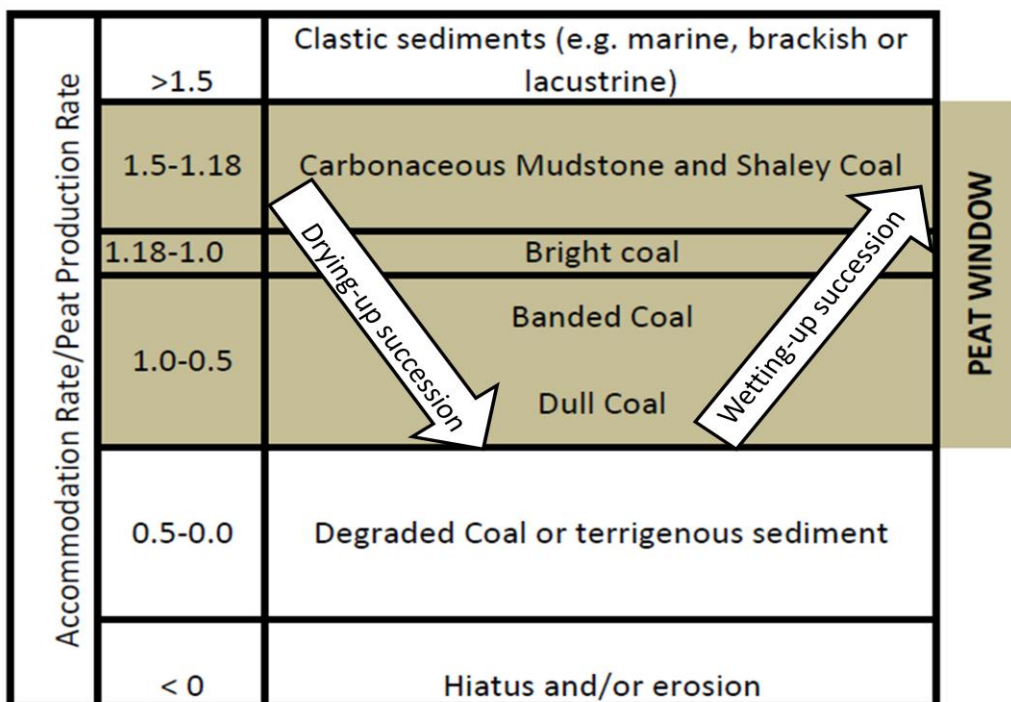 Accommodation Rate/Peat Production Rate
>1.5
Clastic sediments (e.g. marine, brackish or
lacustrine)
1.5-1.18
Carbonaceous Mudstone and Shaley Coal
1.18-1.0
Bright coal
1.0-0.5
Banded Coal
Dull Coal
0.5-0.0
Degraded Coal or terrigenous sediment
< 0
Hiatus and/or erosion
Drying-up succession
Wetting-up succession
PEAT WINDOW